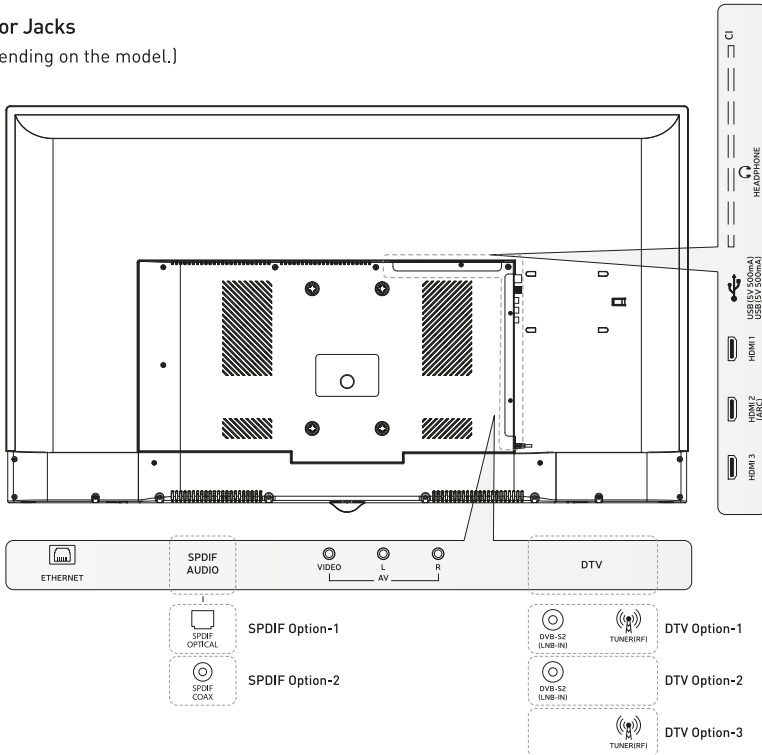 or Jacks
ending on the model.)
CI
HEADPHONE
USB(5V 500mA)
USB(5V 500mA)
HDMI 1
HDMI 2
(ARC)
HDMI 3
ETHERNET
SPDIF
AUDIO
VIDEO
L
R
AV
DTV
SPDIF
OPTICAL
SPDIF Option-1
SPDIF
COAX
SPDIF Option-2
DVB-S2
(LNB-IN)
TUNER(RF)
DTV Option-1
DVB-S2
(LNB-IN)
DTV Option-2
TUNER(RF)
DTV Option-3